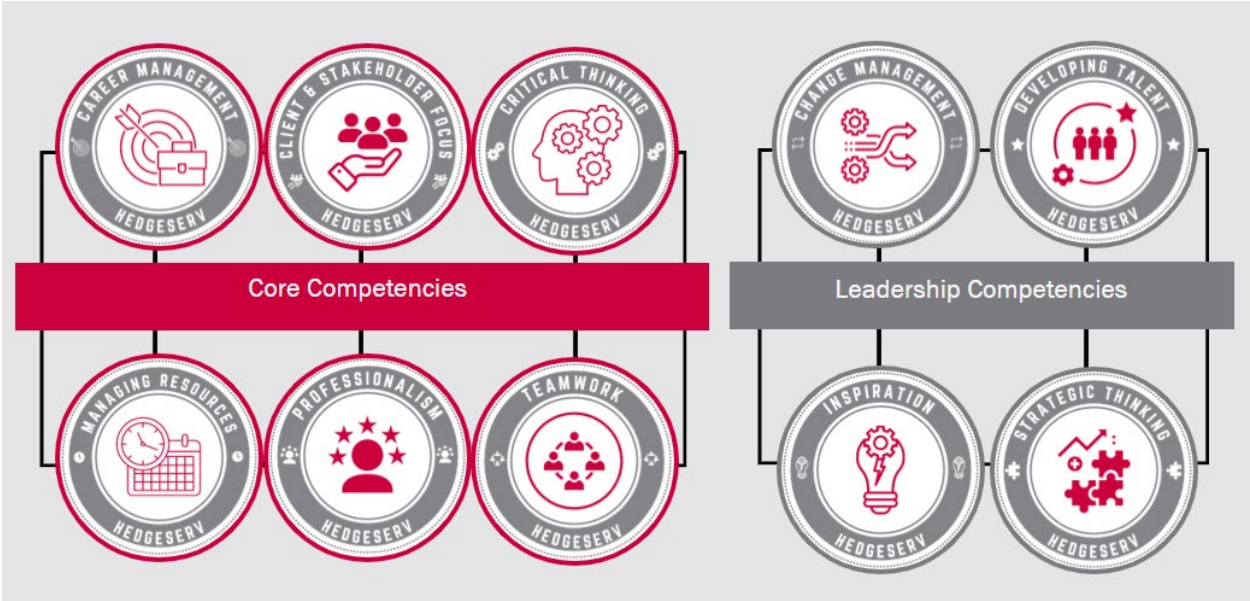 CAREER MANAGEMENT
HEDGESERV
CLIENT & STAKEHOLDER FOCUS
HEDGESERV
CRITICAL THINKING
HEDGESERV
CHANGE MANAGEMENT
HEDGESERV
DEVELOPING TALENT
HEDGESERV
Core Competencies
Leadership Competencies
MANAGING RESOURCES
HEDGESERV
PROFESSIONALISM
HEDGESERV
TEAMWORK
HEDGESERV
INSPIRATION
HEDGESERV
STRATEGIC THINKING
HEDGESERV